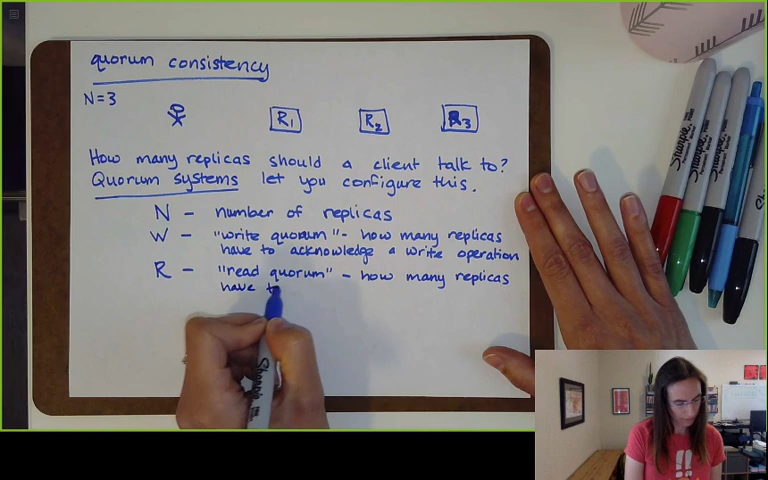 quorum consistency
N=3
R1 R2 R3
How many replicas should a client talk to?
Quorum systems let you configure this.
N - number of replicas
W - "write quorum" - how many replicas
have to acknowledge a write operation
R - "read quorum" - how many replicas
have t
Sharpie
Sharpie
Sharpie